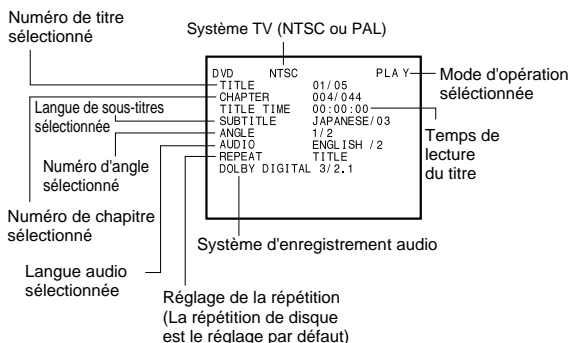 Numéro de titre
sélectionné
Système TV (NTSC ou PAL)
DVD NTSC PLAY
TITLE 01/05
CHAPTER 004/044
TITLE TIME 00:00:00
SUBTITLE JAPANESE/03
ANGLE 1/2
AUDIO ENGLISH /2
REPEAT TITLE
DOLBY DIGITAL 3/2.1
Mode d'opération
séléctionnée
Langue de sous-titres
sélectionnée
Temps de
lecture
du titre
Numéro d'angle
sélectionné
Numéro de chapitre
sélectionné
Système d'enregistrement audio
Langue audio
sélectionnée
Réglage de la répétition
(La répétition de disque
est le réglage par défaut)